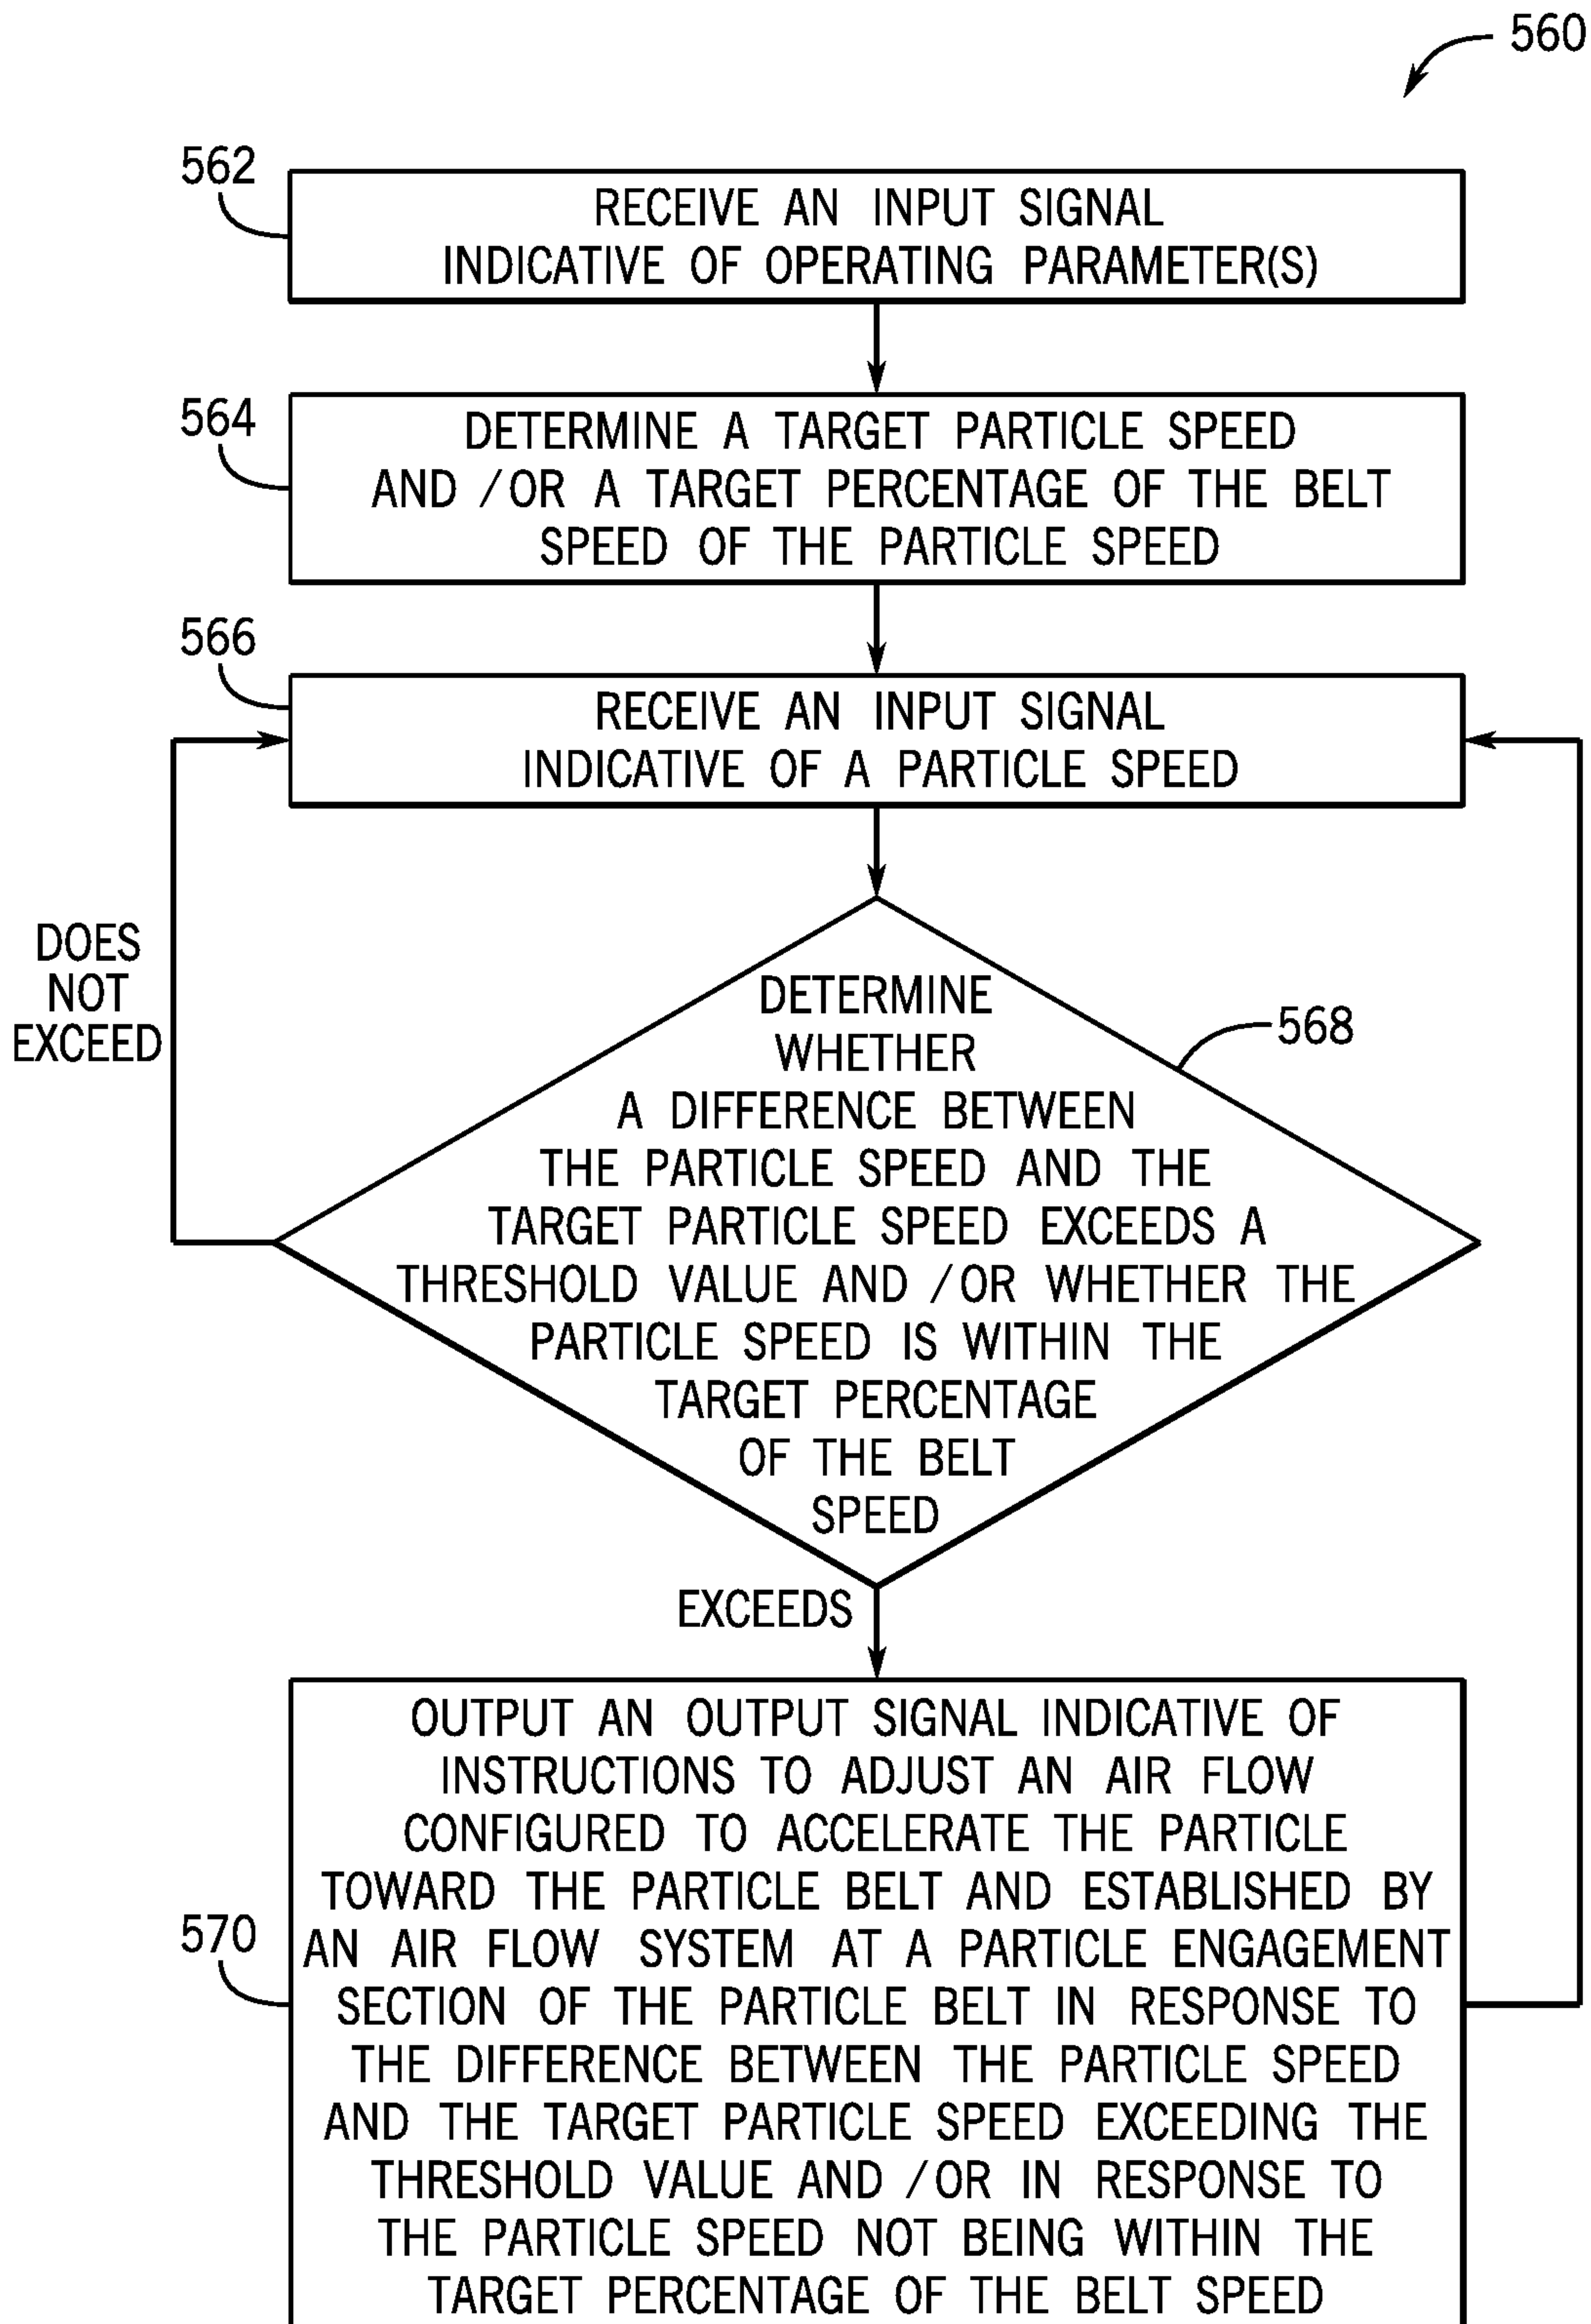 560
562
RECEIVE AN INPUT SIGNAL
INDICATIVE OF OPERATING PARAMETER(S)
564
DETERMINE A TARGET PARTICLE SPEED
AND /OR A TARGET PERCENTAGE OF THE BELT
SPEED OF THE PARTICLE SPEED
566
RECEIVE AN INPUT SIGNAL
INDICATIVE OF A PARTICLE SPEED
DOES
NOT
EXCEED
568
DETERMINE
WHETHER
A DIFFERENCE BETWEEN
THE PARTICLE SPEED AND THE
TARGET PARTICLE SPEED EXCEEDS A
THRESHOLD VALUE AND /OR WHETHER THE
PARTICLE SPEED IS WITHIN THE
TARGET PERCENTAGE
OF THE BELT
SPEED
EXCEEDS
570
OUTPUT AN OUTPUT SIGNAL INDICATIVE OF
INSTRUCTIONS TO ADJUST AN AIR FLOW
CONFIGURED TO ACCELERATE THE PARTICLE
TOWARD THE PARTICLE BELT AND ESTABLISHED BY
AN AIR FLOW SYSTEM AT A PARTICLE ENGAGEMENT
SECTION OF THE PARTICLE BELT IN RESPONSE TO
THE DIFFERENCE BETWEEN THE PARTICLE SPEED
AND THE TARGET PARTICLE SPEED EXCEEDING THE
THRESHOLD VALUE AND /OR IN RESPONSE TO
THE PARTICLE SPEED NOT BEING WITHIN THE
TARGET PERCENTAGE OF THE BELT SPEED